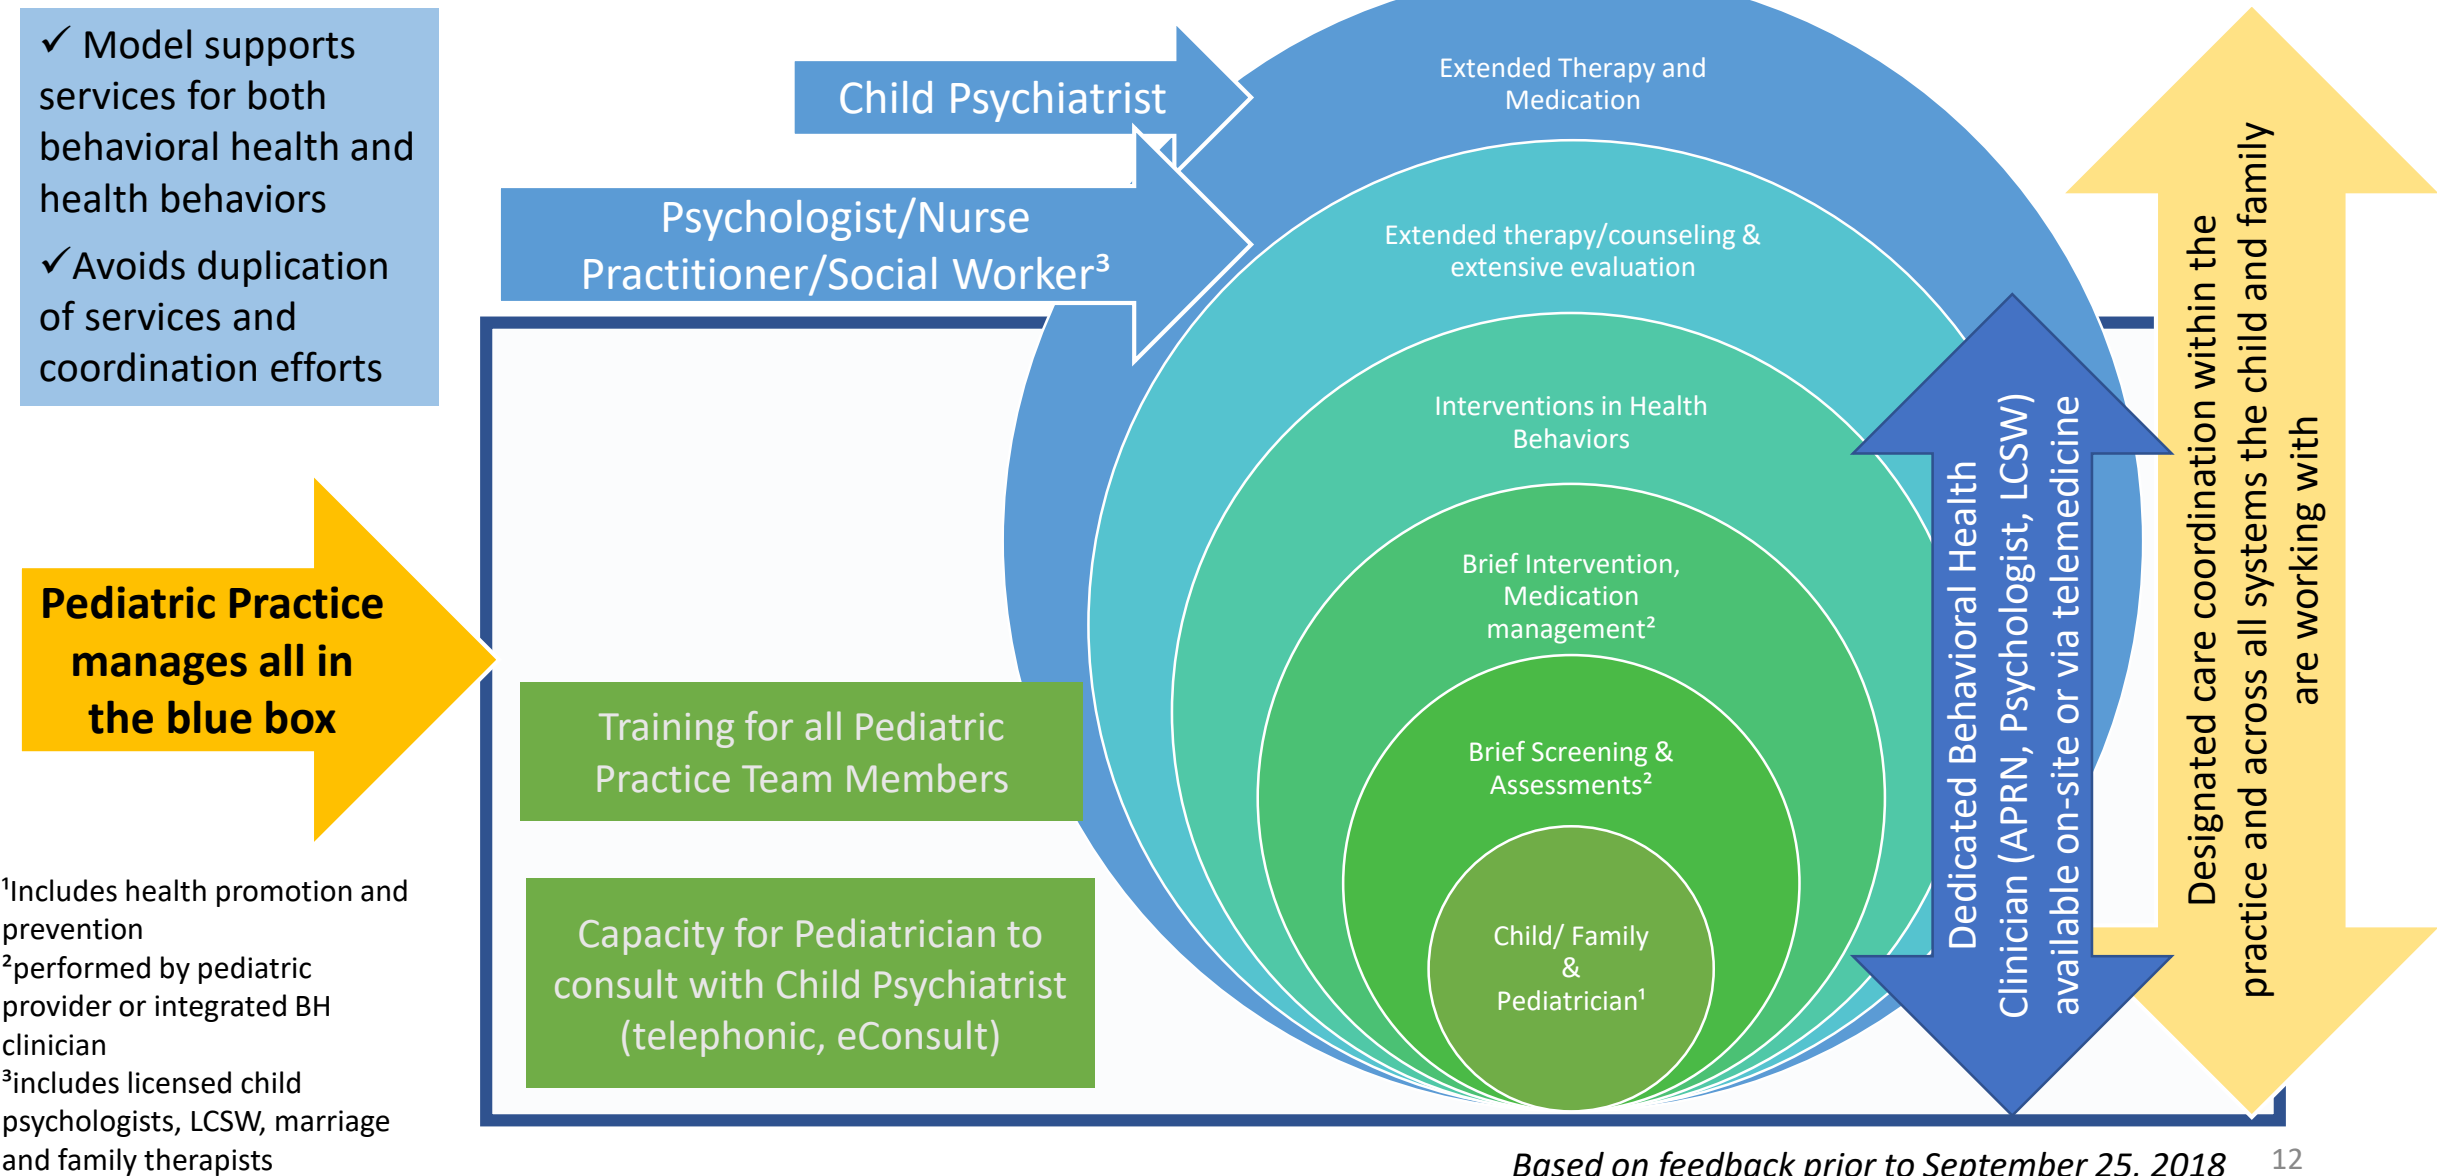 ✓ Model supports
services for both
behavioral health and
health behaviors
✓Avoids duplication
of services and
coordination efforts
Pediatric Practice
manages all in
the blue box
¹Includes health promotion and
prevention
²performed by pediatric
provider or integrated BH
clinician
³includes licensed child
psychologists, LCSW, marriage
and family therapists
Child Psychiatrist
Psychologist/Nurse
Practitioner/Social Worker³
Training for all Pediatric
Practice Team Members
Capacity for Pediatrician to
consult with Child Psychiatrist
(telephonic, eConsult)
Extended Therapy and
Medication
Extended therapy/counseling &
extensive evaluation
Interventions in Health
Behaviors
Brief Intervention,
Medication
management²
Brief Screening &
Assessments²
Child/ Family
&
Pediatrician¹
Dedicated Behavioral Health
Clinician (APRN, Psychologist, LCSW)
available on-site or via telemedicine
Designated care coordination within the
practice and across all systems the child and family
are working with
Based on feedback prior to September 25, 2018
12